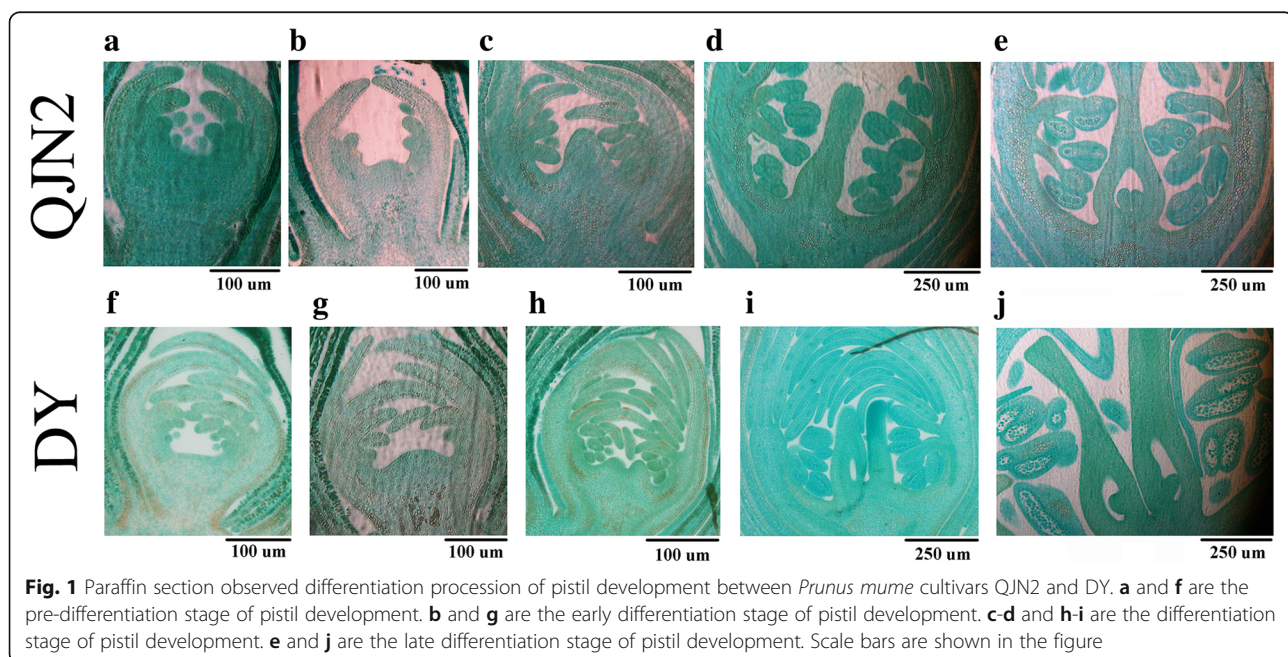 a b c d e
QJN2
100 um 100 um 100 um 250 um 250 um
f g h i j
DY
100 um 100 um 100 um 250 um 250 um
Fig. 1 Paraffin section observed differentiation procession of pistil development between Prunus mume cultivars QJN2 and DY. a and f are the
pre-differentiation stage of pistil development. b and g are the early differentiation stage of pistil development. c-d and h-i are the differentiation
stage of pistil development. e and j are the late differentiation stage of pistil development. Scale bars are shown in the figure